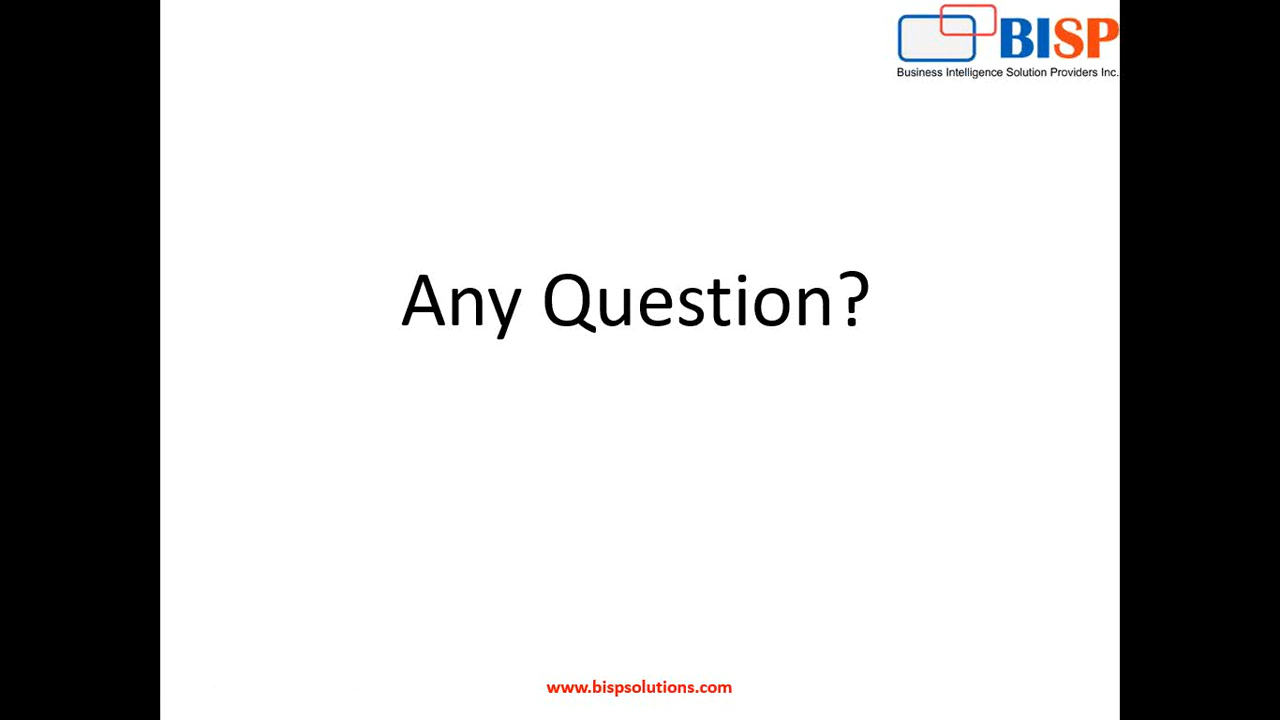 BISP
Business Intelligence Solution Providers Inc.
Any Question?
www.bispsolutions.com